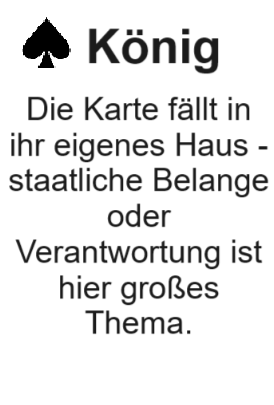 ♠ König
Die Karte fällt in
ihr eigenes Haus -
staatliche Belange
oder
Verantwortung ist
hier großes
Thema.